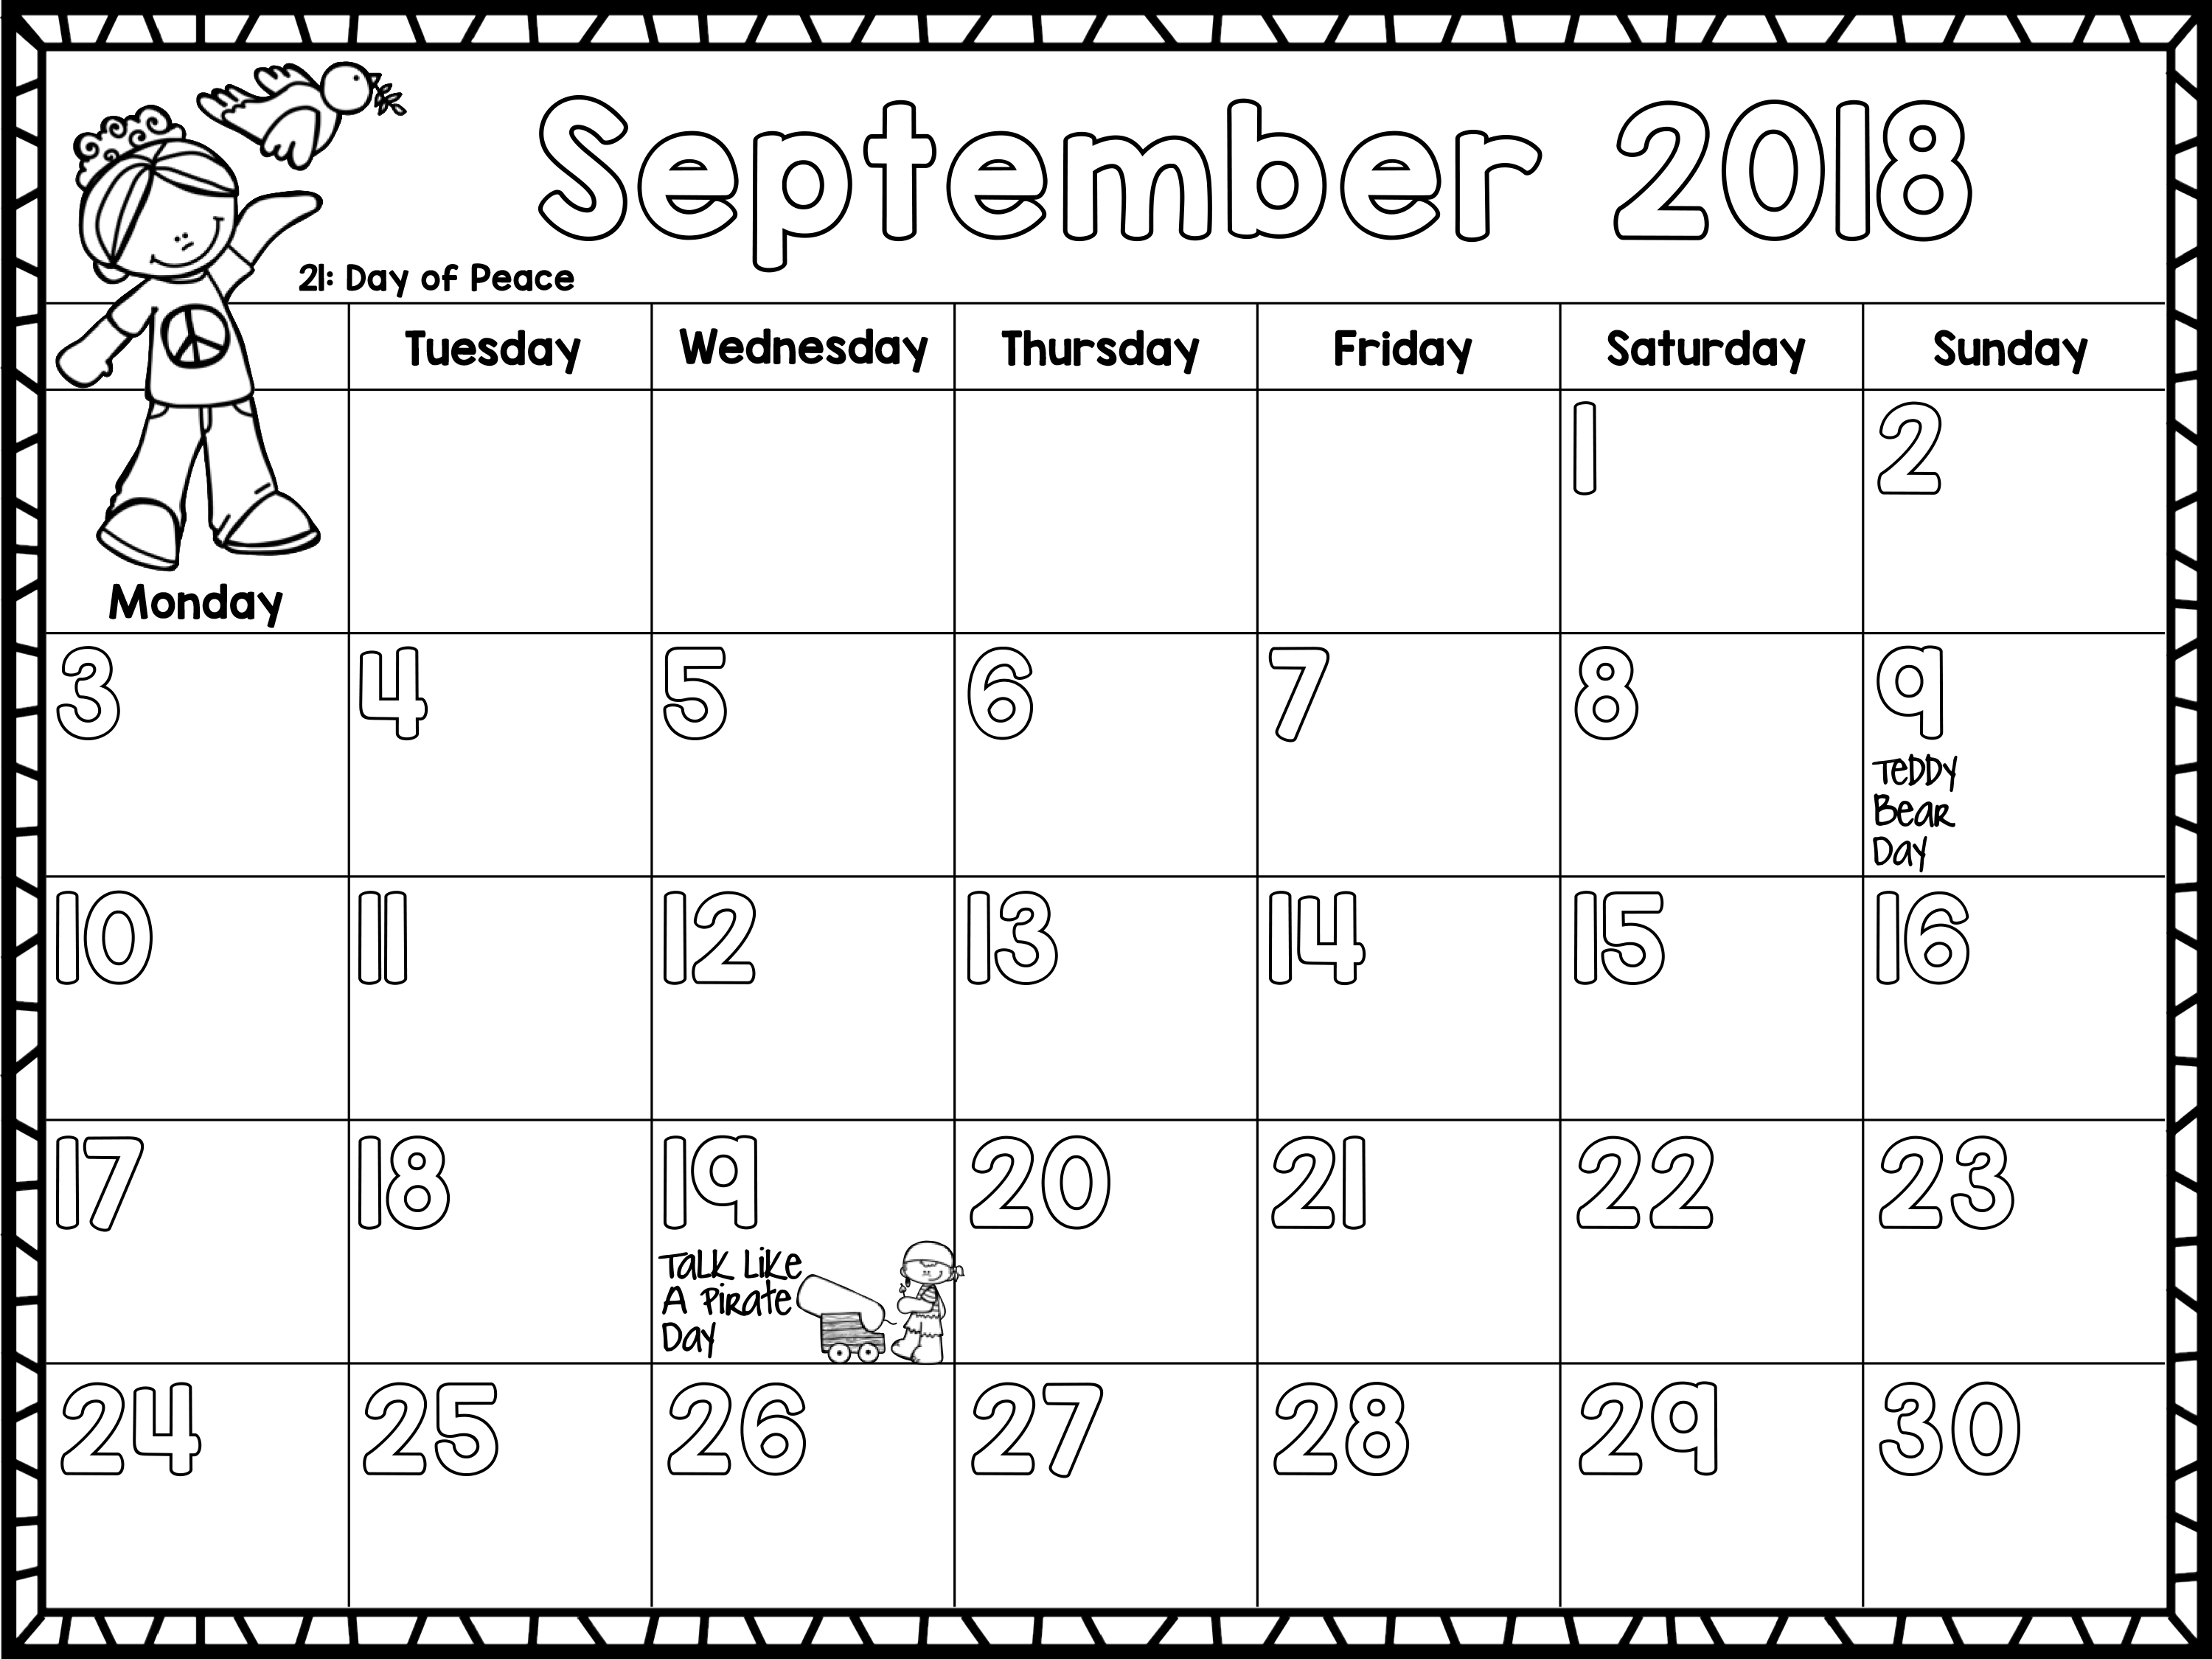 September 2018
21: Day of Peace
Tuesday Wednesday Thursday Friday Saturday Sunday
1 2
Monday
3 4 5 6 7 8 9
Teddy
Bear
Day
10 11 12 13 14 15 16
17 18 19 20 21 22 23
Talk Like
A Pirate
Day
24 25 26 27 28 29 30